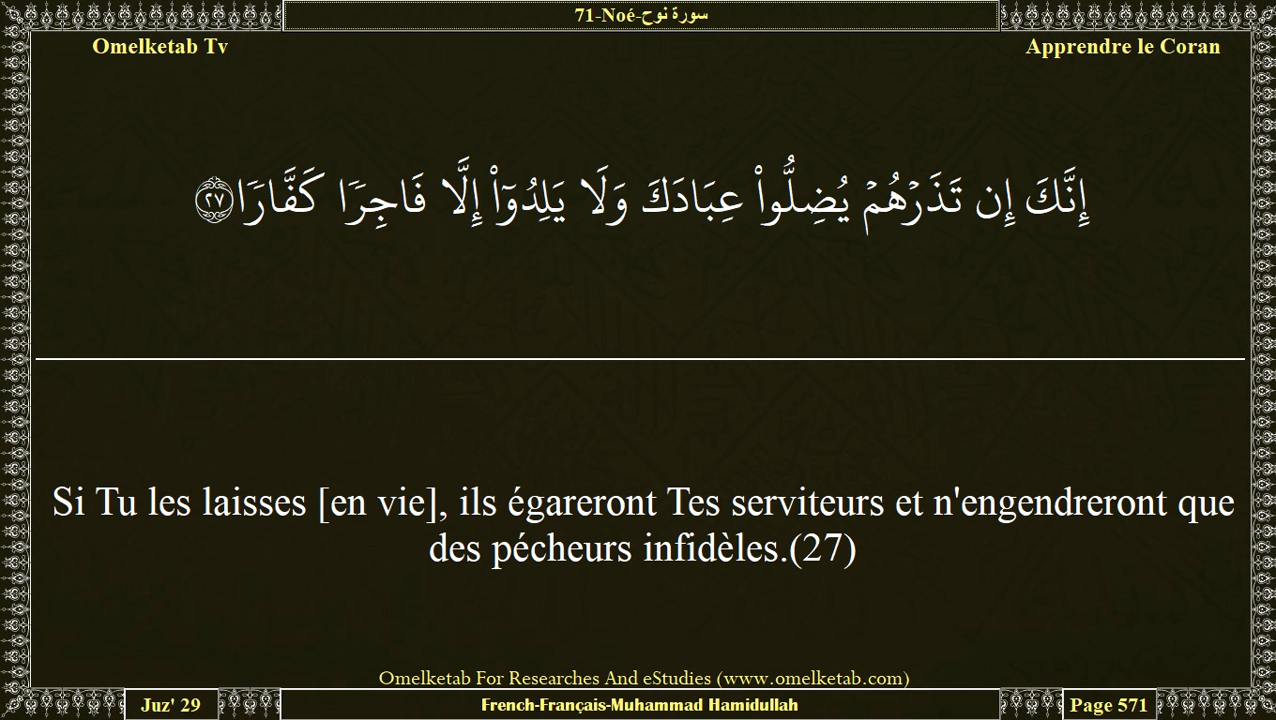 71-Noé-سورة نوح
Omelketab Tv
Apprendre le Coran
إِنَّكَ إِن تَذَرْهُمْ يُضِلُّوا۟ عِبَادَكَ وَلَا يَلِدُوٓا۟ إِلَّا فَاجِرًا كَفَّارًا ٢٧
Si Tu les laisses [en vie], ils égareront Tes serviteurs et n'engendreront que
des pécheurs infidèles.(27)
Omelketab For Researches And eStudies (www.omelketab.com)
Juz' 29
French-Français-Muhammad Hamidullah
Page 571